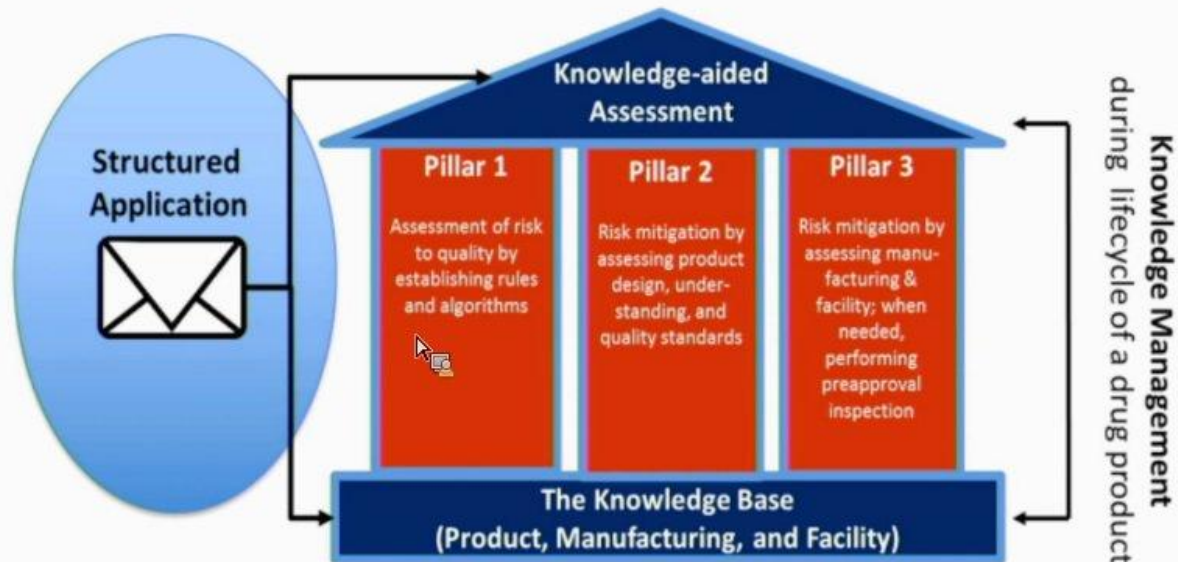 Structured
Application
Knowledge-aided
Assessment
Pillar 1
Assessment of risk
to quality by
establishing rules
and algorithms
Pillar 2
Risk mitigation by
assessing product
design, under-
standing, and
quality standards
Pillar 3
Risk mitigation by
assessing manu-
facturing &
facility; when
needed,
performing
preapproval
inspection
The Knowledge Base
(Product, Manufacturing, and Facility)
Knowledge Management
during lifecycle of a drug product